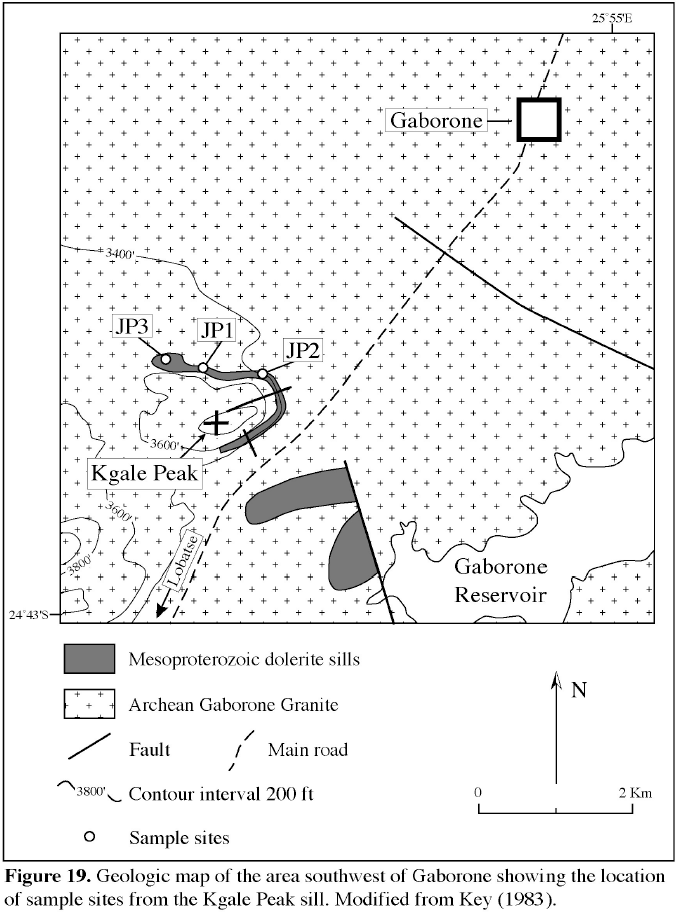 25°55'E
Gaborone
3400'
JP3
JP1
JP2
3600'
Kgale Peak
3600'
3800'
Lobatse
Gaborone
Reservoir
24°43'S
Mesoproterozoic dolerite sills
Archean Gaborone Granite
Fault
Main road
N
3800'
Contour interval 200 ft
0
2 Km
Sample sites
Figure 19. Geologic map of the area southwest of Gaborone showing the location
of sample sites from the Kgale Peak sill. Modified from Key (1983).